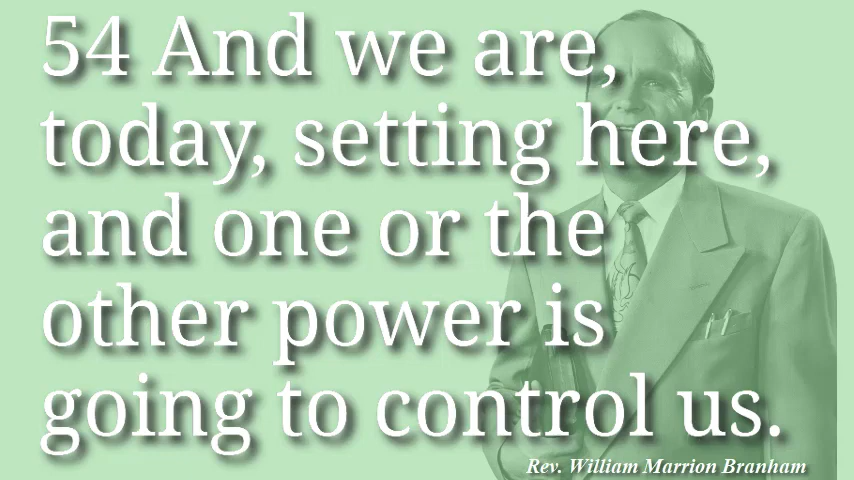 54 And we are,
today, setting here,
and one or the
other power is
going to control us.
Rev. William Marrion Branham